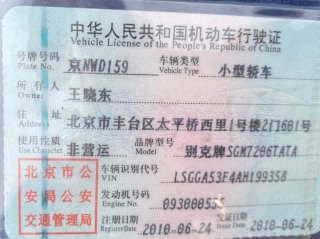 中华人民共和国机动车行驶证
Vehicle License of the People's Republic of China
号牌号码 京NWD159 车辆类型 小型轿车
Plate No. Vehicle Type
所有人 王晓东
Owner
住址 北京市丰台区太平桥西里1号楼2门601号
Address
使用性质 非营运 品牌型号 别克牌SGM7206TATA
Use Character Model
北京市公 车辆识别代号 LSGGA53F4AH199358
VIN
安局公安 发动机号码 093000555
Engine No.
交通管理局 注册日期 2010-06-24 发证日期 2010-06-24
Register Date Issue Date